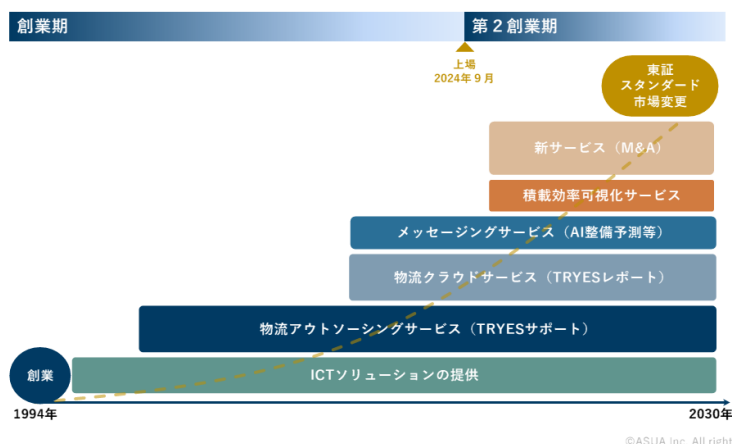 創業期
第２創業期
上場
2024年９月
東証
スタンダード
市場変更
新サービス（M&A）
積載効率可視化サービス
メッセージングサービス（AI整備予測等）
物流クラウドサービス（TRYESレポート）
物流アウトソーシングサービス（TRYESサポート）
創業
ICTソリューションの提供
1994年
2030年
©ASUA Inc. All right